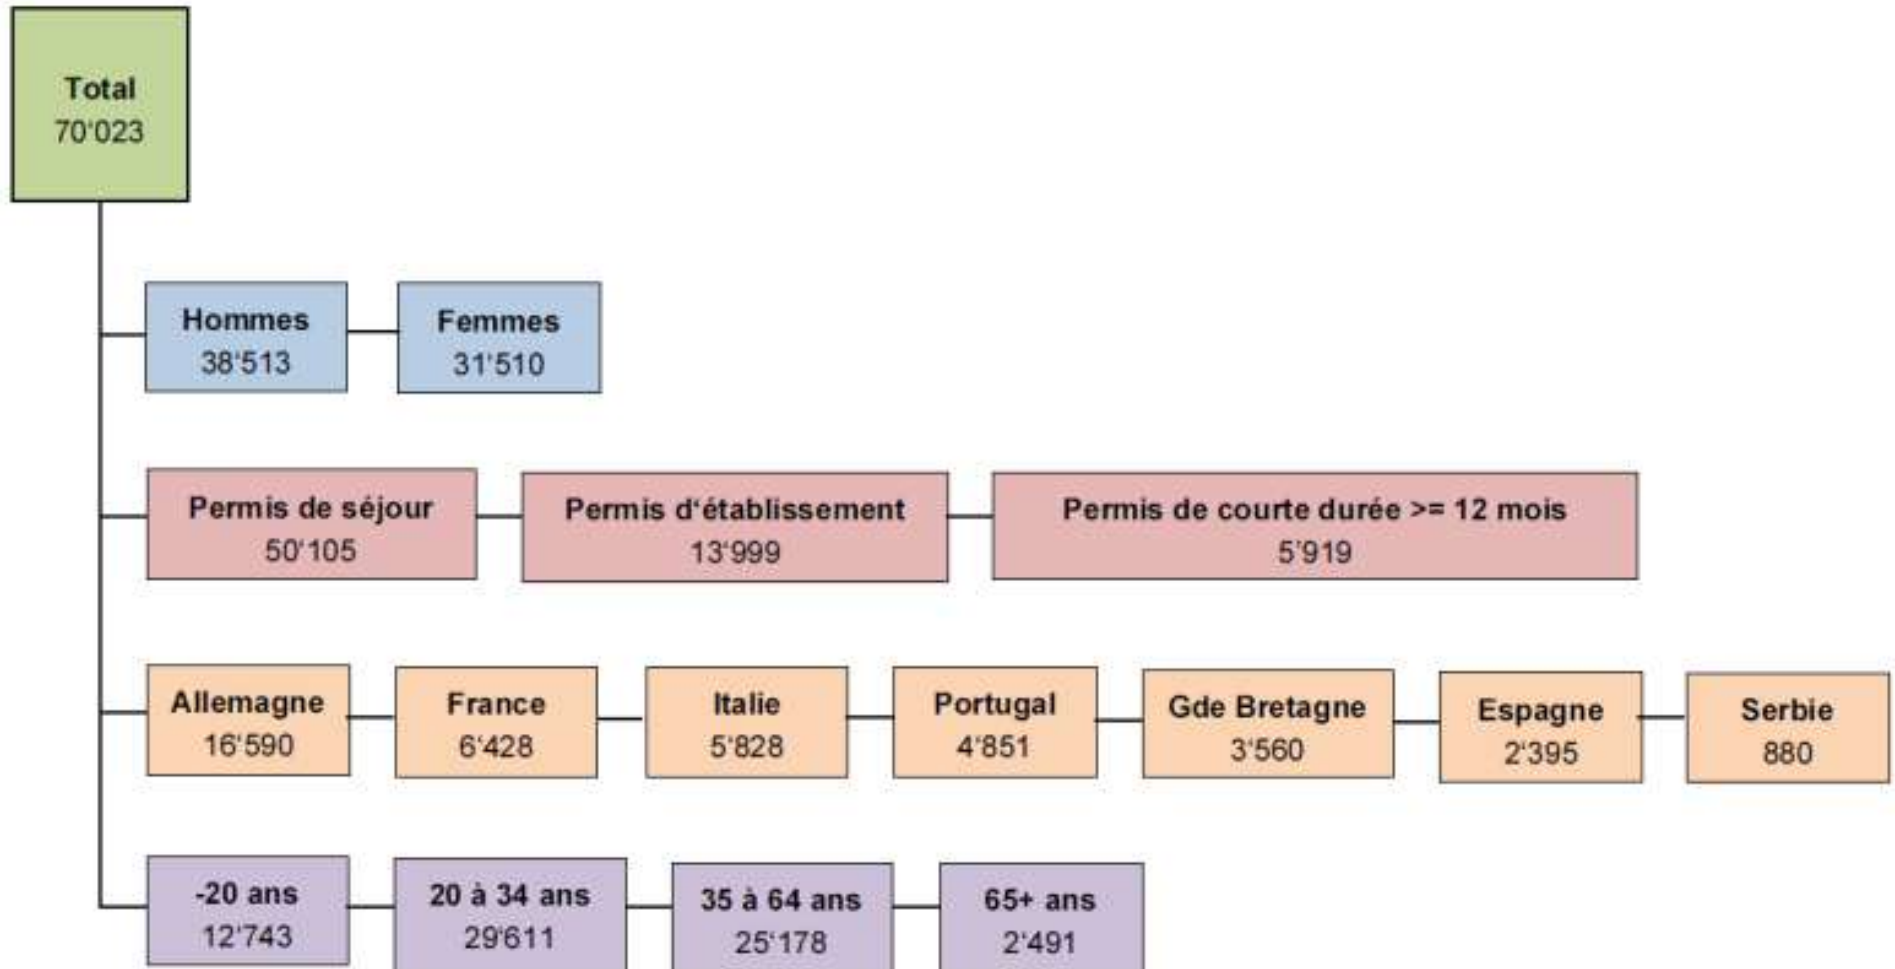 Total
70‘023
Hommes
38‘513
Femmes
31‘510
Permis de séjour
50‘105
Permis d‘établissement
13‘999
Permis de courte durée >= 12 mois
5’919
Allemagne
16‘590
France
6‘428
Italie
5‘828
Portugal
4‘851
Gde Bretagne
3‘560
Espagne
2‘395
Serbie
880
-20 ans
12‘743
20 à 34 ans
29‘611
35 à 64 ans
25‘178
65+ ans
2‘491